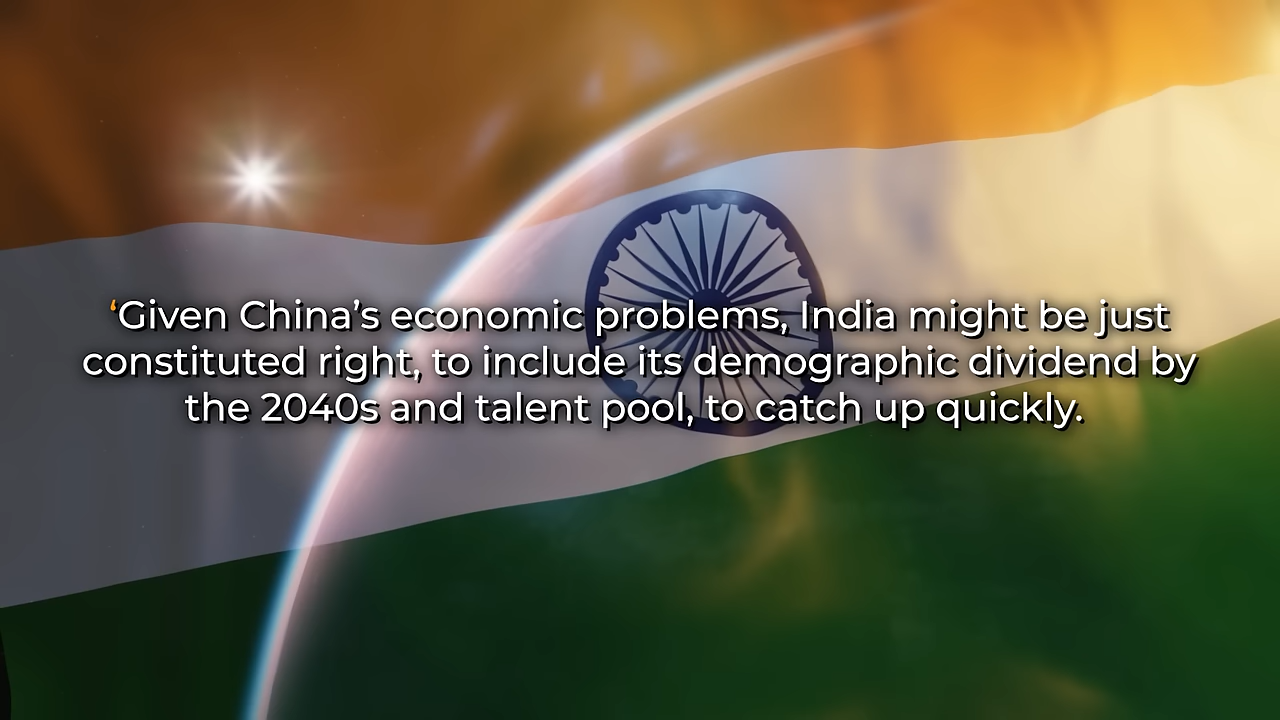 ‘Given China’s economic problems, India might be just
constituted right, to include its demographic dividend by
the 2040s and talent pool, to catch up quickly.